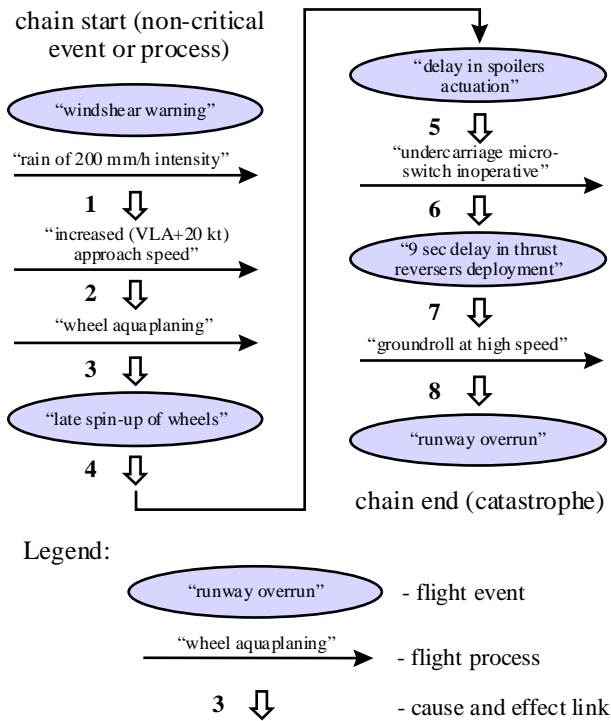 chain start (non-critical
event or process)
“windshear warning”
“rain of 200 mm/h intensity”
1
“increased (VLA+20 kt)
approach speed”
2
“wheel aquaplaning”
3
“late spin-up of wheels”
4
“delay in spoilers
actuation”
5
“undercarriage micro-
switch inoperative”
6
“9 sec delay in thrust
reversers deployment”
7
“groundroll at high speed”
8
“runway overrun”
chain end (catastrophe)
Legend:
“runway overrun”
- flight event
“wheel aquaplaning”
- flight process
3
- cause and effect link